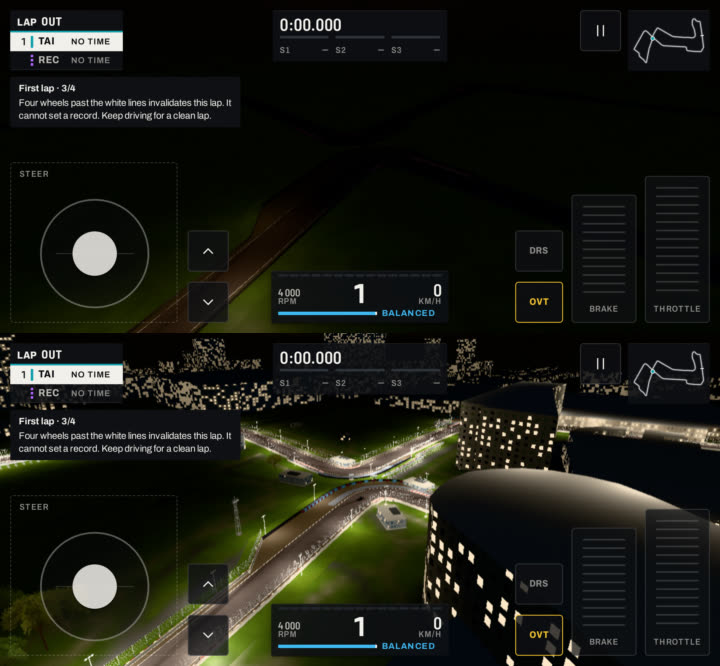 LAP OUT
1 TAI NO TIME
REC NO TIME
0:00.000
S1 – S2 – S3 –
First lap · 3/4
Four wheels past the white lines invalidates this lap. It
cannot set a record. Keep driving for a clean lap.
STEER
DRS
OVT
BRAKE
THROTTLE
4 000
RPM
1
0
KM/H
BALANCED
LAP OUT
1 TAI NO TIME
REC NO TIME
0:00.000
S1 – S2 – S3 –
First lap · 3/4
Four wheels past the white lines invalidates this lap. It
cannot set a record. Keep driving for a clean lap.
STEER
DRS
OVT
BRAKE
THROTTLE
4 000
RPM
1
0
KM/H
BALANCED